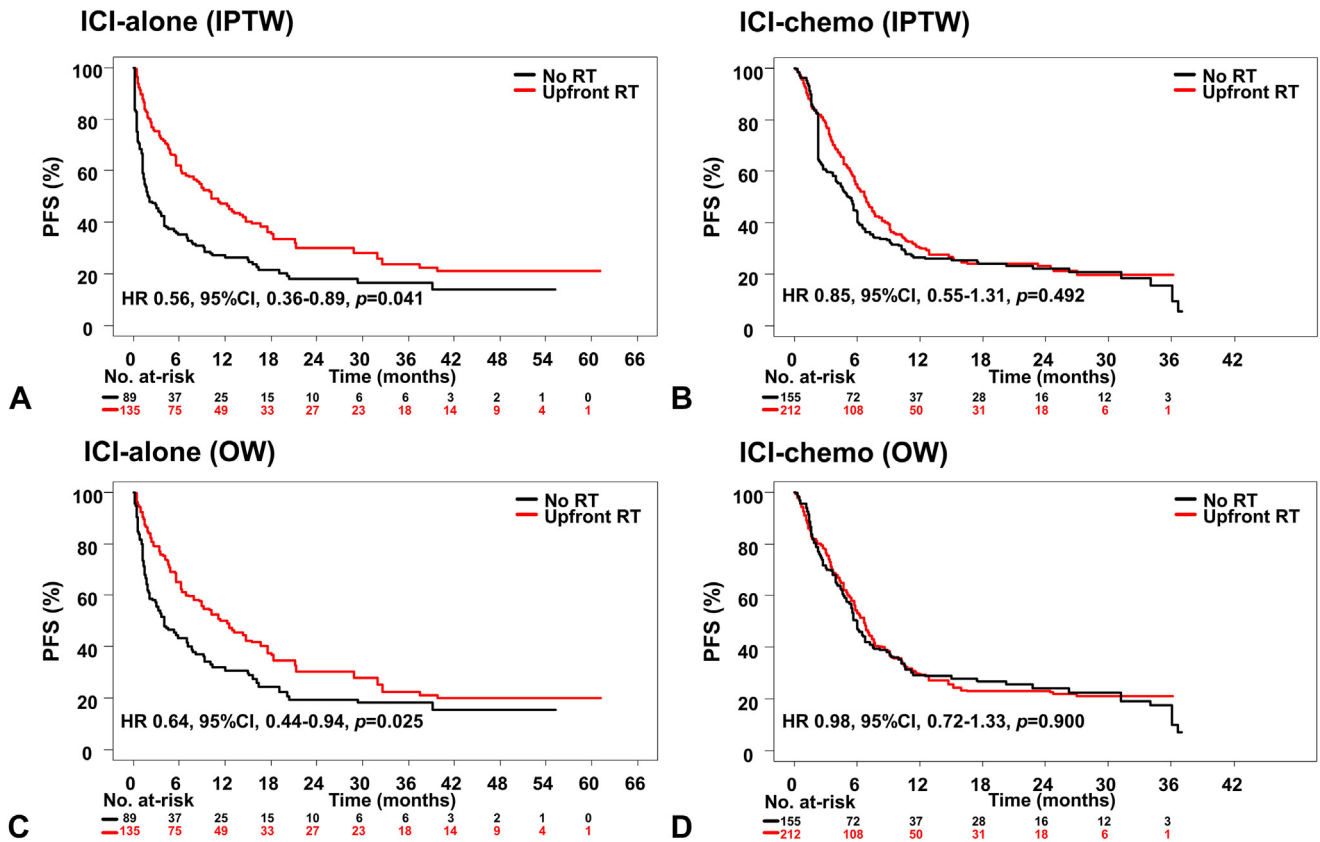 ICI-alone (IPTW)
100
80
60
40
20
0
PFS (%)
No RT
Upfront RT
HR 0.56, 95%CI, 0.36-0.89, p=0.041
0 6 12 18 24 30 36 42 48 54 60 66
No. at-risk Time (months)
89 37 25 15 10 6 6 3 2 1 0
135 75 49 33 27 23 18 14 9 4 1
A
ICI-chemo (IPTW)
100
80
60
40
20
0
PFS (%)
No RT
Upfront RT
HR 0.85, 95%CI, 0.55-1.31, p=0.492
0 6 12 18 24 30 36 42
No. at-risk Time (months)
155 72 37 28 16 12 3
212 108 50 31 18 6 1
B
ICI-alone (OW)
100
80
60
40
20
0
PFS (%)
No RT
Upfront RT
HR 0.64, 95%CI, 0.44-0.94, p=0.025
0 6 12 18 24 30 36 42 48 54 60 66
No. at-risk Time (months)
89 37 25 15 10 6 6 3 2 1 0
135 75 49 33 27 23 18 14 9 4 1
C
ICI-chemo (OW)
100
80
60
40
20
0
PFS (%)
No RT
Upfront RT
HR 0.98, 95%CI, 0.72-1.33, p=0.900
0 6 12 18 24 30 36 42
No. at-risk Time (months)
155 72 37 28 16 12 3
212 108 50 31 18 6 1
D